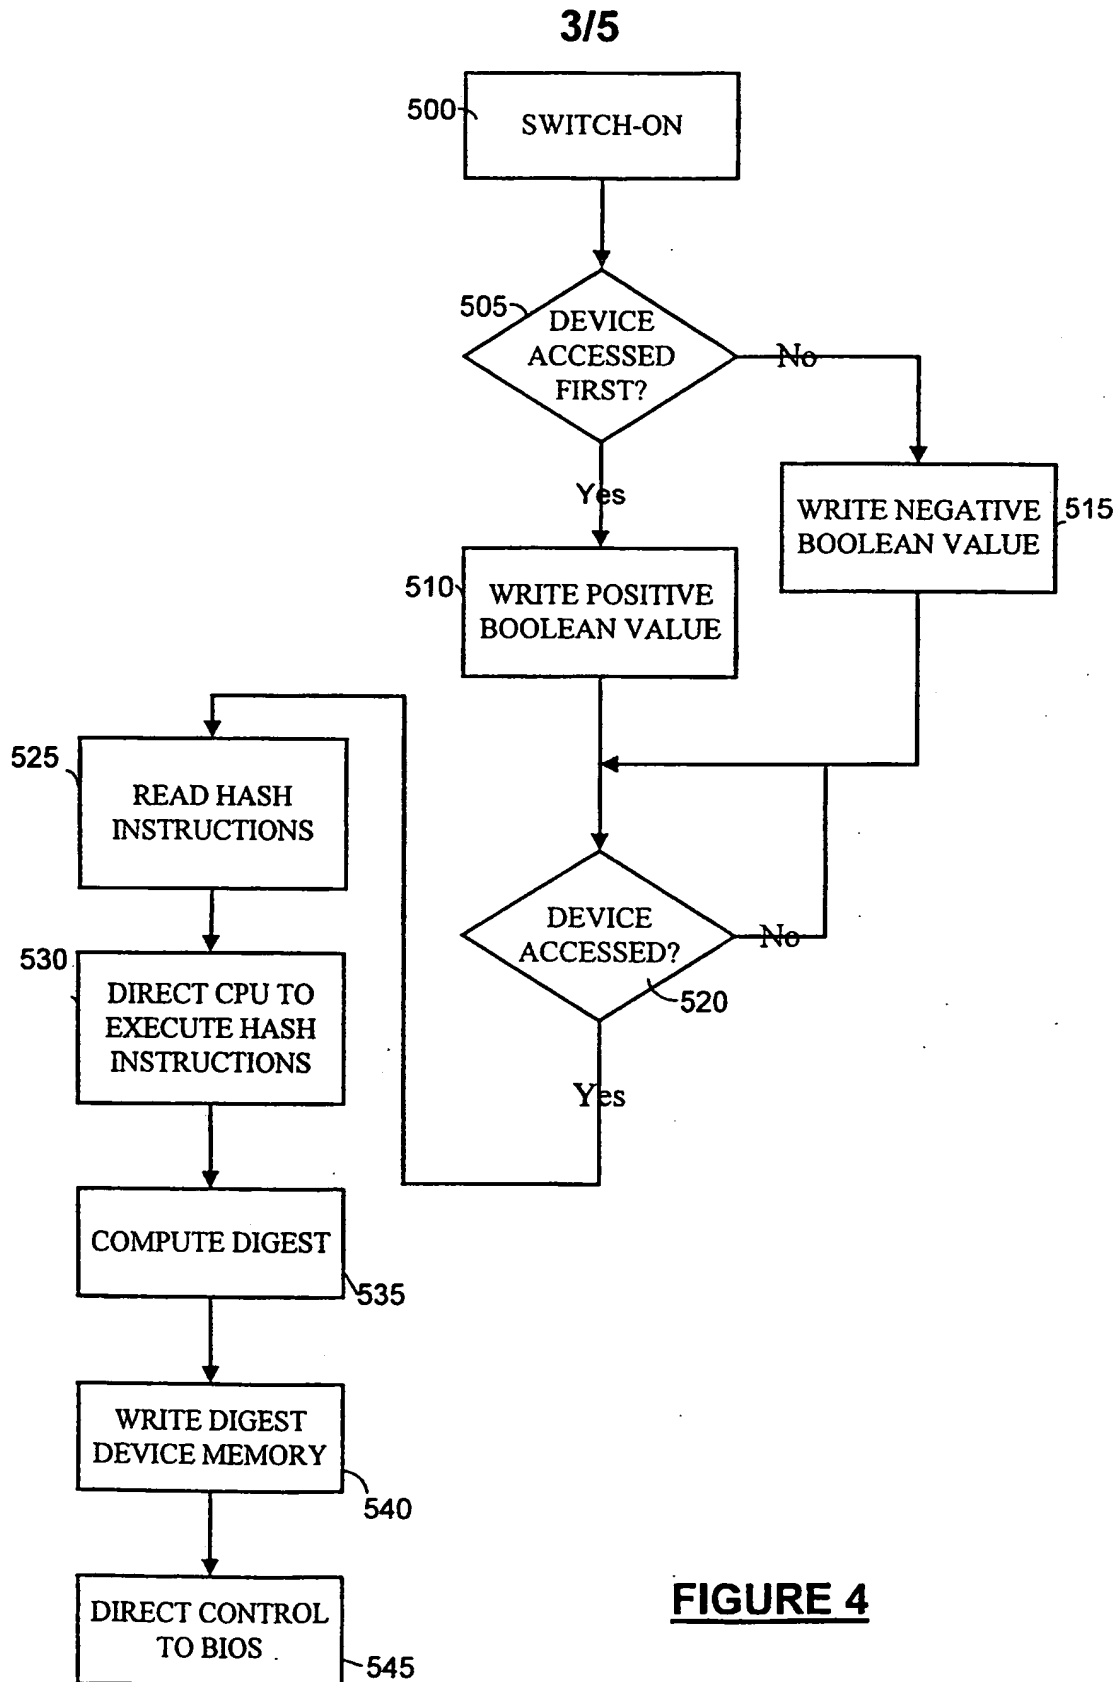 3/5
500
SWITCH-ON
505
DEVICE
ACCESSED
FIRST?
No
Yes
WRITE NEGATIVE
BOOLEAN VALUE
515
510
WRITE POSITIVE
BOOLEAN VALUE
525
READ HASH
INSTRUCTIONS
DEVICE
ACCESSED?
No
520
Yes
530
DIRECT CPU TO
EXECUTE HASH
INSTRUCTIONS
COMPUTE DIGEST
535
WRITE DIGEST
DEVICE MEMORY
540
DIRECT CONTROL
TO BIOS
545
FIGURE 4